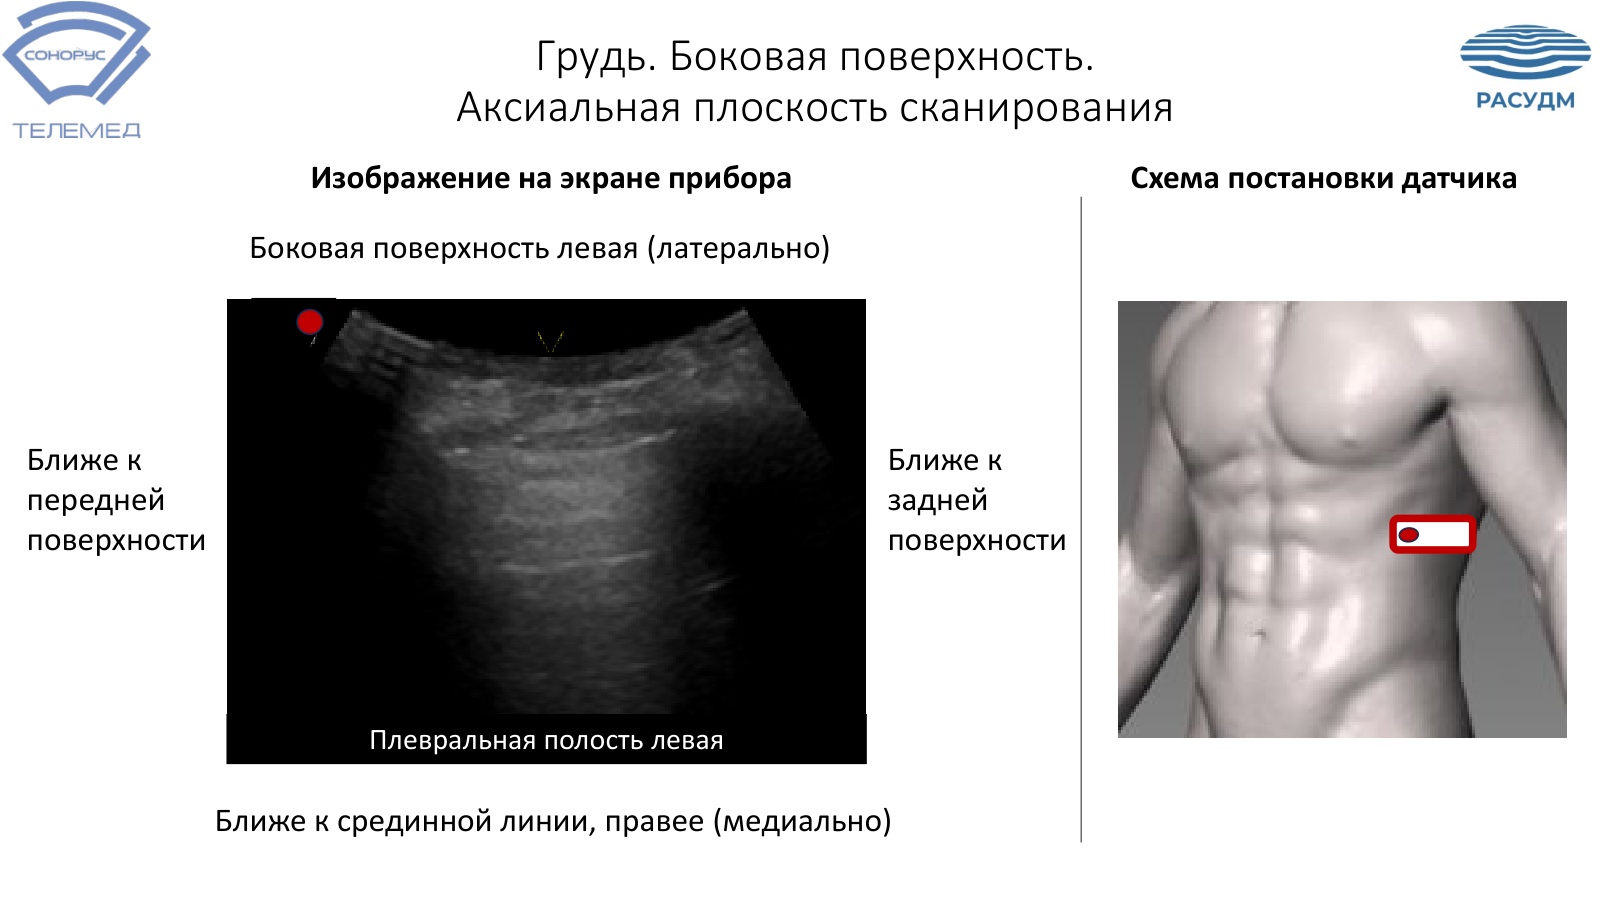 СОНОРУС
ТЕЛЕМЕД
Грудь. Боковая поверхность.
Аксиальная плоскость сканирования
РАСУДМ
Изображение на экране прибора
Схема постановки датчика
Боковая поверхность левая (латерально)
Ближе к
передней
поверхности
Ближе к
задней
поверхности
Плевральная полость левая
Ближе к срединной линии, правее (медиально)